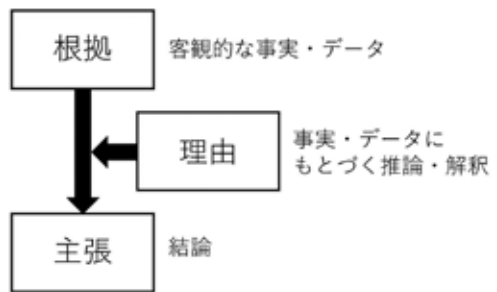 根拠
客観的な事実・データ
理由
事実・データに
もとづく推論・解釈
主張
結論